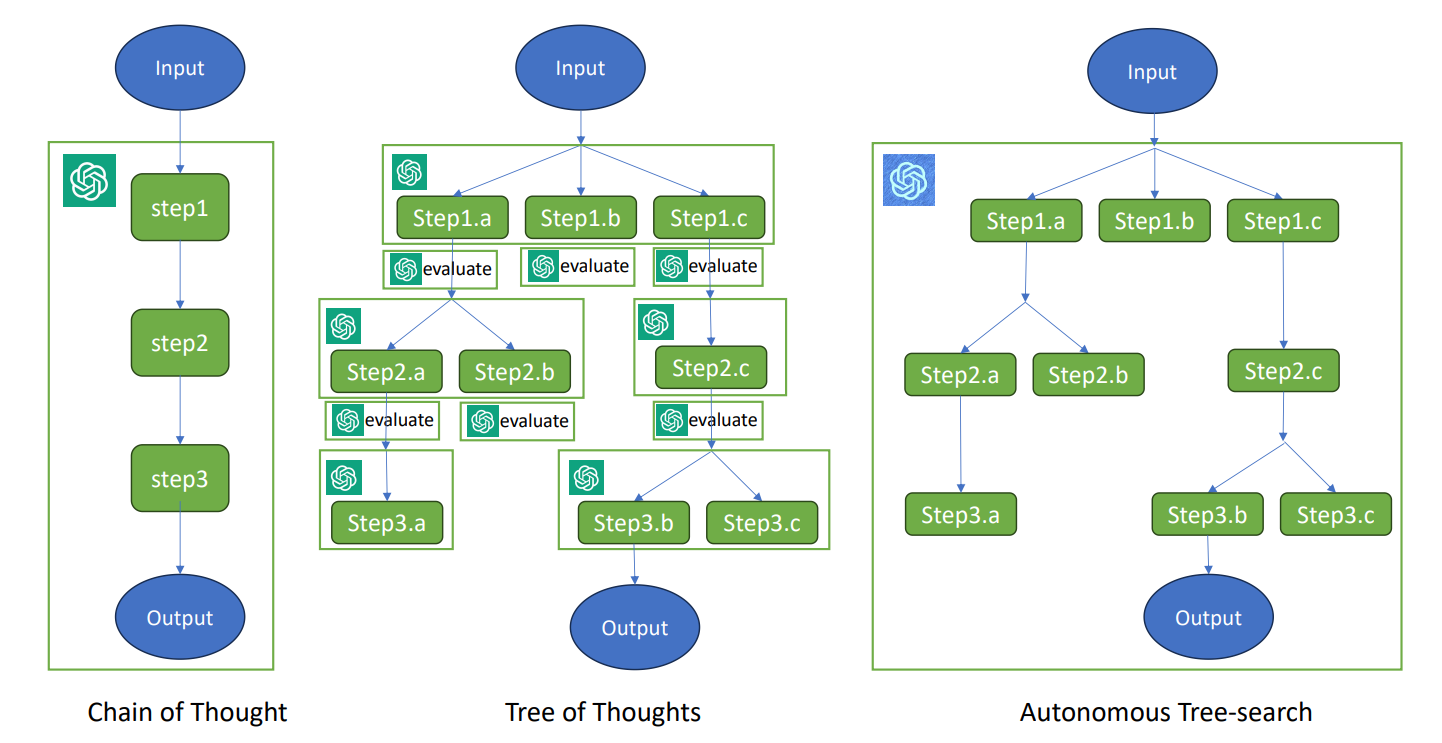 Input
step1
step2
step3
Output
Chain of Thought
Input
Step1.a
Step1.b
Step1.c
evaluate
evaluate
evaluate
Step2.a
Step2.b
Step2.c
evaluate
evaluate
evaluate
Step3.a
Step3.b
Step3.c
Output
Tree of Thoughts
Input
Step1.a
Step1.b
Step1.c
Step2.a
Step2.b
Step2.c
Step3.a
Step3.b
Step3.c
Output
Autonomous Tree-search